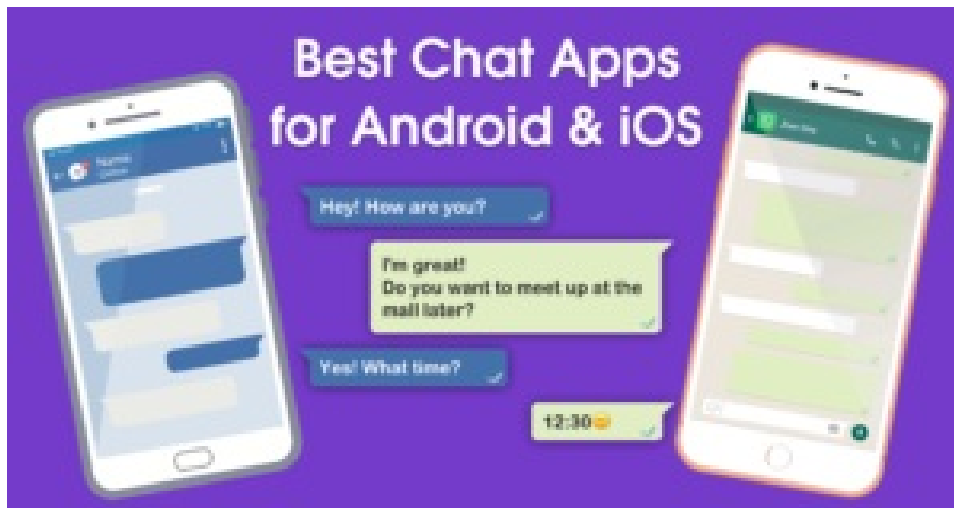 Best Chat Apps
for Android & iOS
Hey! How are you?
I'm great!
Do you want to meet up at the
mall later?
Yes! What time?
12:30
Name